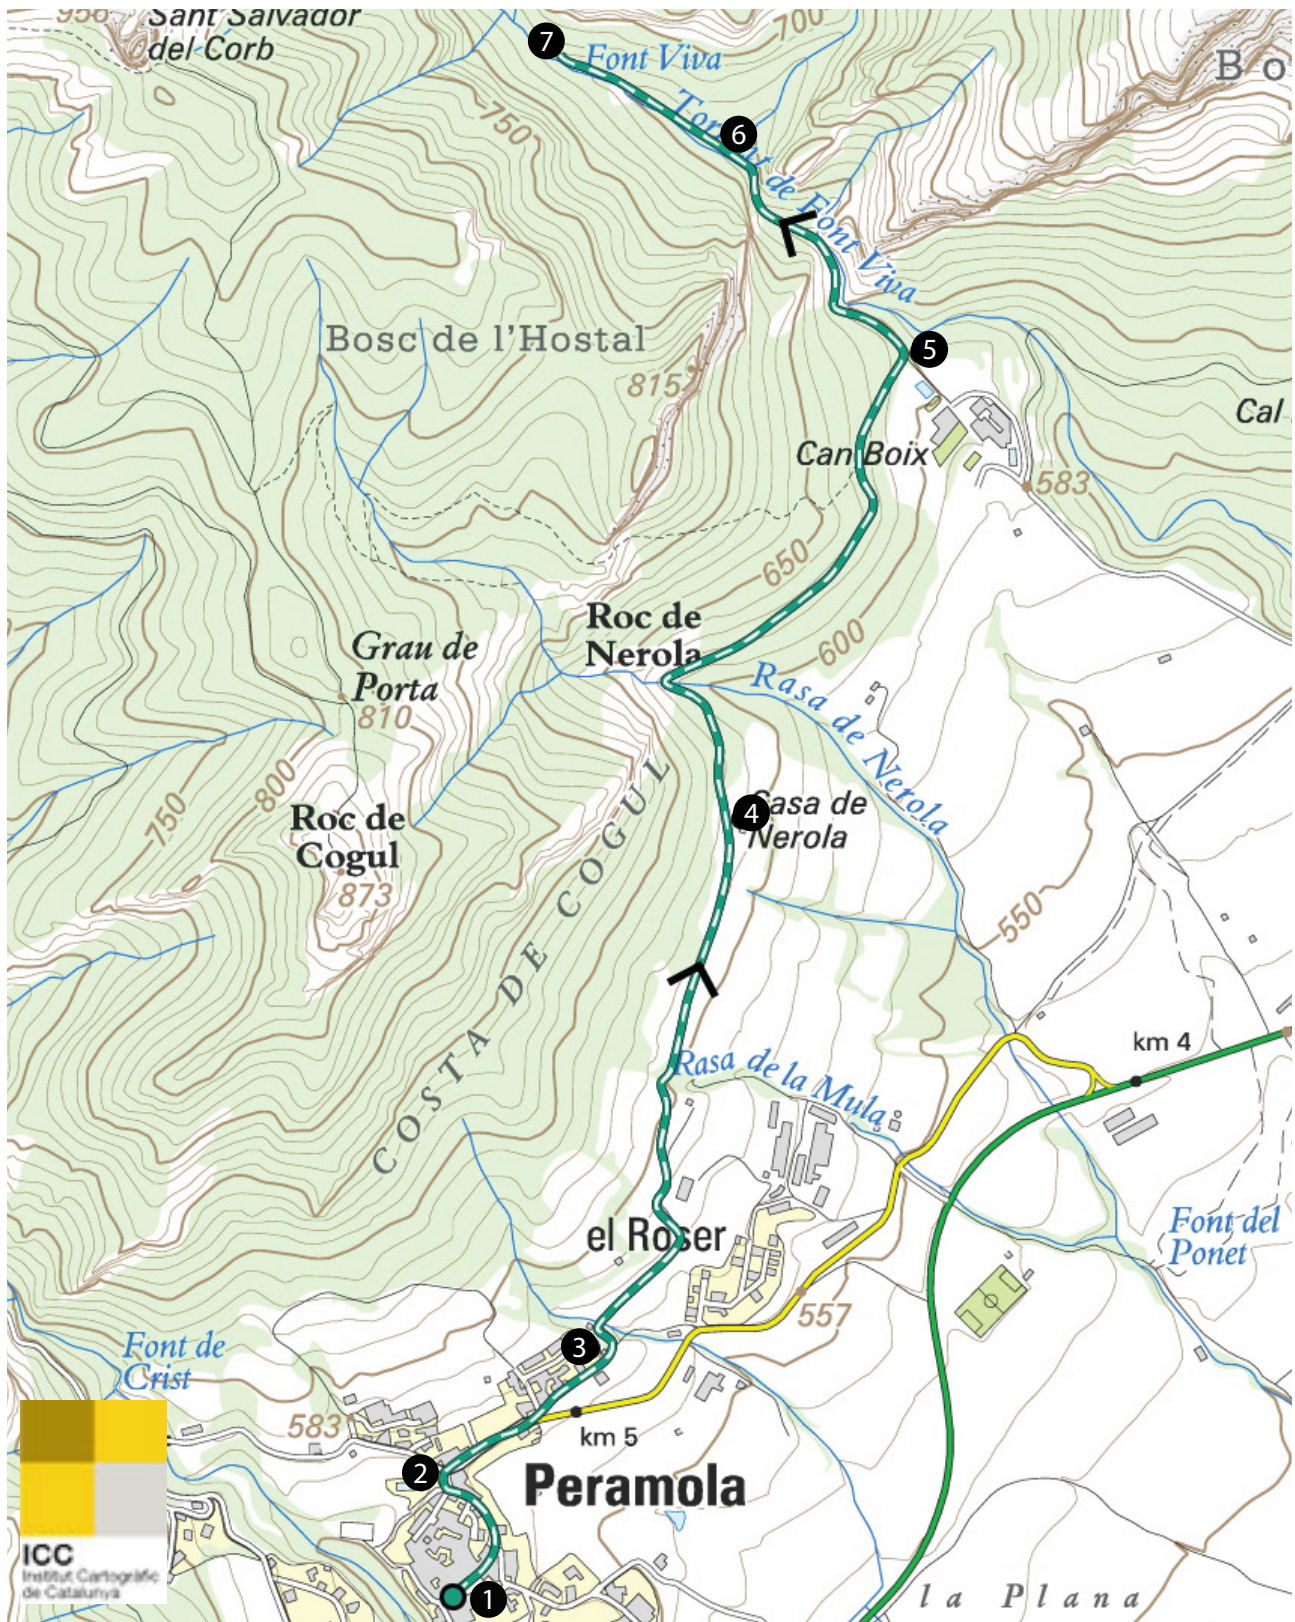 956
Sant Salvador
del Corb
7
Font Viva
700
Bo
750
6
Torrent de Font Viva
Bosc de l'Hostal
815
5
Cal
Can Boix
583
650
Roc de
Nerola
600
Grau de
Porta
810
Rasa de Nerola
800
750
Roc de
Cogul
873
4
Casa de
Nerola
COSTA DE COGUL
550
km 4
Rasa de la Mula
el Roser
Font del
Ponet
557
Font de
Crist
3
583
km 5
2
Peramola
ICC
Institut Cartogràfic
de Catalunya
1
la Plana